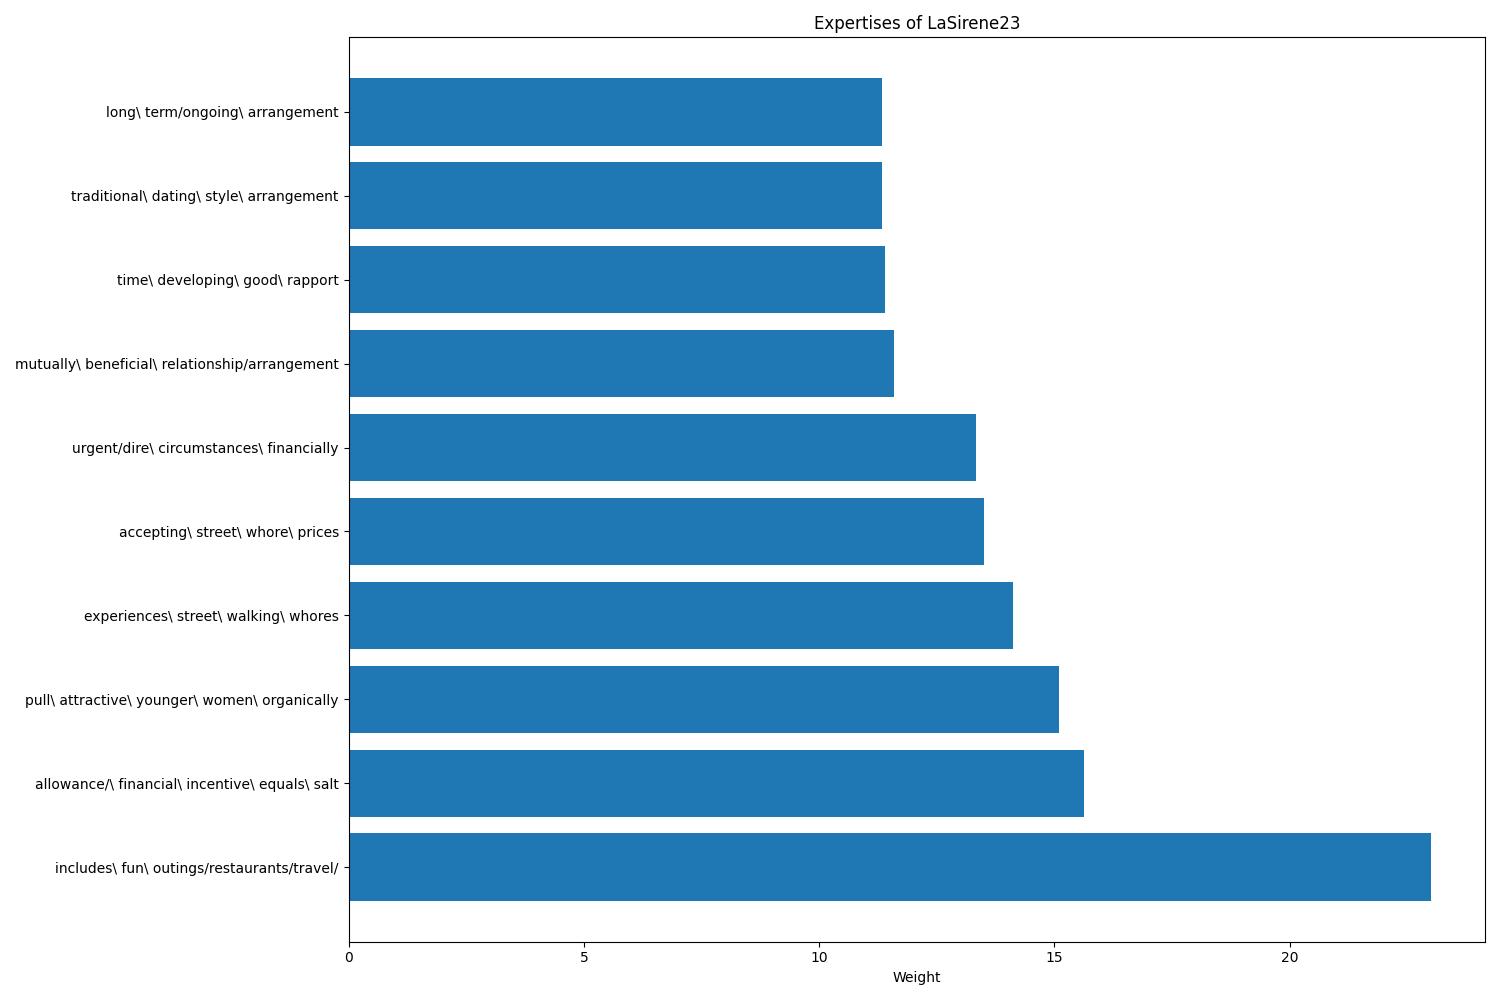 Expertises of LaSirene23
long\ term/ongoing\ arrangement
traditional\ dating\ style\ arrangement
time\ developing\ good\ rapport
mutually\ beneficial\ relationship/arrangement
urgent/dire\ circumstances\ financially
accepting\ street\ whore\ prices
experiences\ street\ walking\ whores
pull\ attractive\ younger\ women\ organically
allowance/\ financial\ incentive\ equals\ salt
includes\ fun\ outings/restaurants/travel/
0 5 10 15 20
Weight